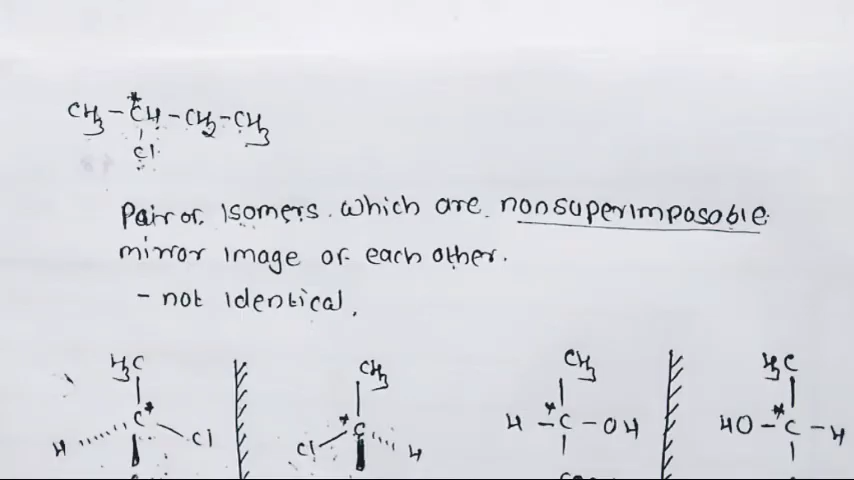 CH3 - *CH - CH2 - CH3
Cl
Pair of Isomers which are nonsuperimposable
mirror image of each other.
- not identical.
H3C CH3 CH3 H3C
H C* Cl Cl *C H H - *C - OH HO - *C - H